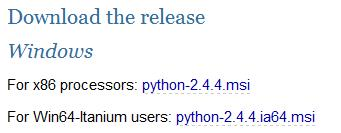 Download the release
Windows
For x86 processors: python-2.4.4.msi
For Win64-Itanium users: python-2.4.4.ia64.msi